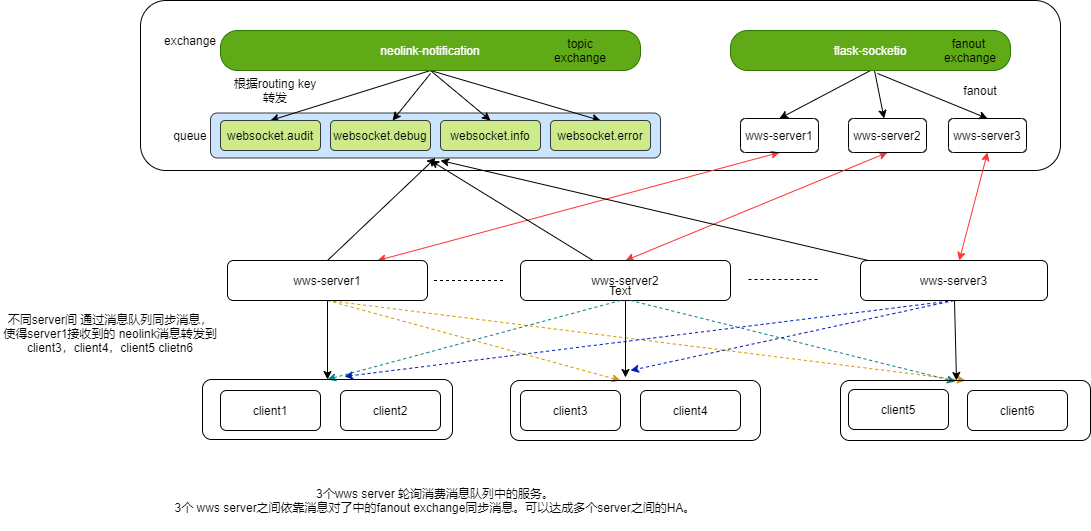 exchange
neolink-notification
topic
exchange
flask-socketio
fanout
exchange
根据routing key
转发
fanout
queue
websocket.audit
websocket.debug
websocket.info
websocket.error
wws-server1
wws-server2
wws-server3
wws-server1
wws-server2
Text
wws-server3
不同server间 通过消息队列同步消息，
使得server1接收到的 neolink消息转发到
client3，client4，client5 clietn6
client1
client2
client3
client4
client5
client6
3个wws server 轮询消费消息队列中的服务。
3个 wws server之间依靠消息对了中的fanout exchange同步消息。可以达成多个server之间的HA。